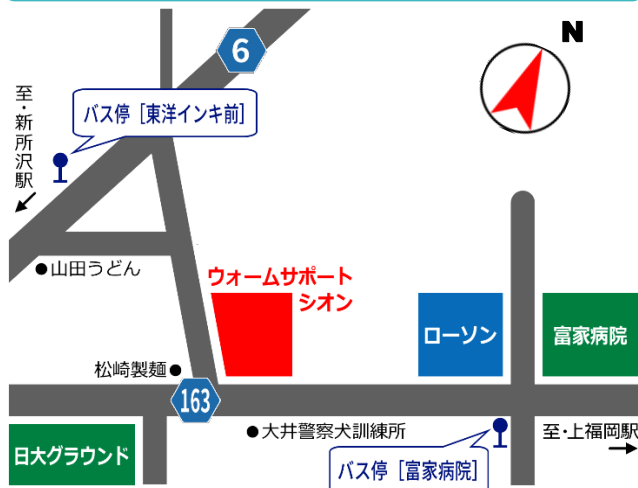 N
6
至・新所沢駅
バス停［東洋インキ前］
山田うどん
ウォームサポート
シオン
ローソン
富家病院
松崎製麺
163
大井警察犬訓練所
至・上福岡駅
日大グラウンド
バス停［富家病院］